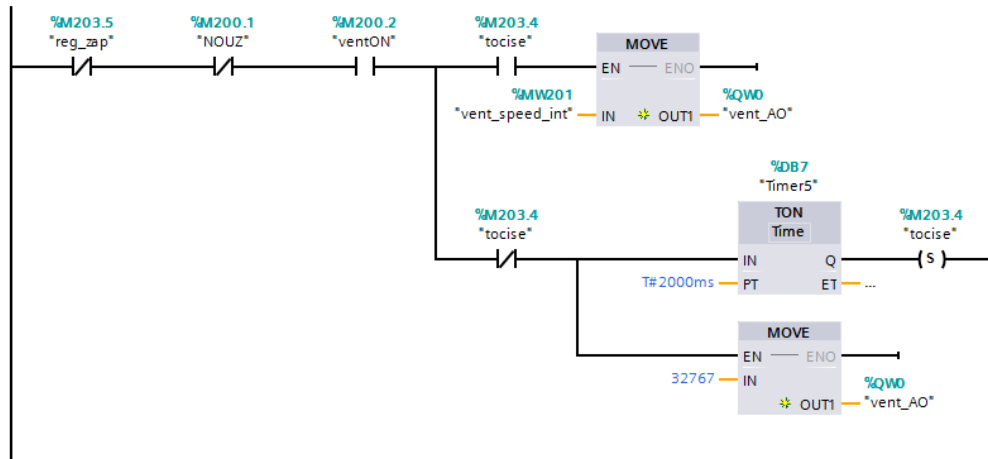 %M203.5 %M200.1 %M200.2 %M203.4
"reg_zap" "NOUZ" "ventON" "tocise"
MOVE
EN ENO
%MW201 %QW0
"vent_speed_int" IN OUT1 "vent_AO"
%DB7
"Timer5"
%M203.4 TON %M203.4
"tocise" Time "tocise"
IN Q S
T#2000ms PT ET ...
MOVE
EN ENO
32767 IN %QW0
OUT1 "vent_AO"